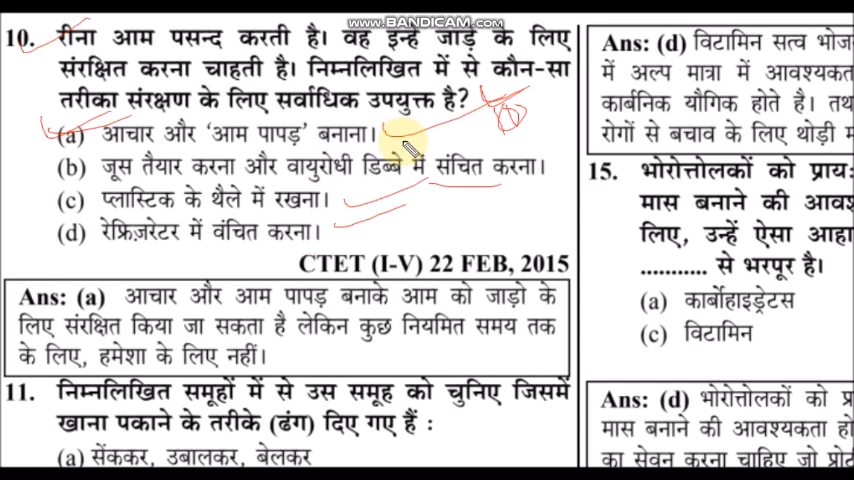 www.BANDICAM.com
10. रीना आम पसन्द करती है। वह इन्हें जाड़े के लिए
संरक्षित करना चाहती है। निम्नलिखित में से कौन-सा
तरीका संरक्षण के लिए सर्वाधिक उपयुक्त है?
(a) आचार और 'आम पापड़' बनाना।
(b) जूस तैयार करना और वायुरोधी डिब्बे में संचित करना।
(c) प्लास्टिक के थैले में रखना।
(d) रेफ्रिज़रेटर में वंचित करना।
CTET (I-V) 22 FEB, 2015
Ans: (a) आचार और आम पापड़ बनाके आम को जाड़ो के
लिए संरक्षित किया जा सकता है लेकिन कुछ नियमित समय तक
के लिए, हमेशा के लिए नहीं।
11. निम्नलिखित समूहों में से उस समूह को चुनिए जिसमें
खाना पकाने के तरीके (ढंग) दिए गए हैं :
(a) सेंककर, उबालकर, बेलकर
Ans: (d) विटामिन सत्व भोज
में अल्प मात्रा में आवश्यकत
कार्बनिक यौगिक होते है। तथ
रोगों से बचाव के लिए थोड़ी म
15. भोरोत्तोलकों को प्रायः
मास बनाने की आवश
लिए, उन्हें ऐसा आहा
........... से भरपूर है।
(a) कार्बोहाइड्रेटस
(c) विटामिन
Ans: (d) भोरोत्तोलकों को प्र
मास बनाने की आवश्यकता हो
का सेवन करना चाहिए जो प्रोटी